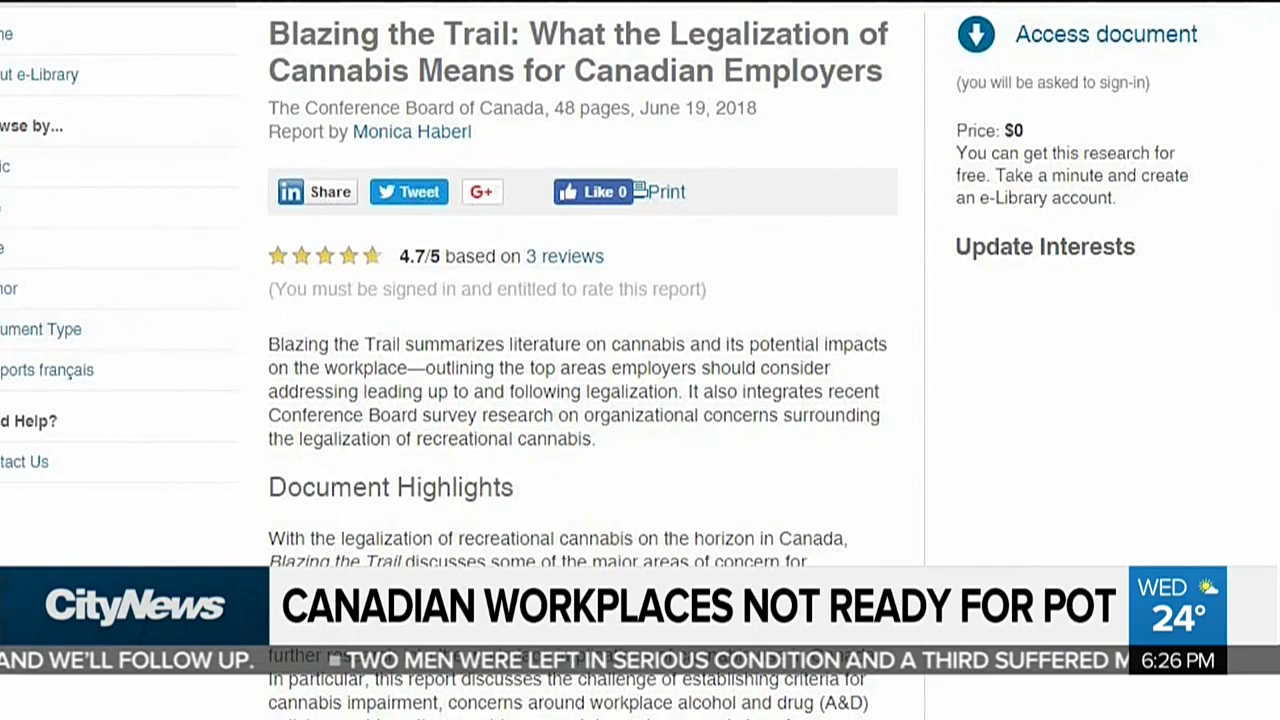 ne
ut e-Library
wse by...
ic
e
nor
ument Type
ports français
d Help?
tact Us
Blazing the Trail: What the Legalization of
Cannabis Means for Canadian Employers
The Conference Board of Canada, 48 pages, June 19, 2018
Report by Monica Haberl
in Share Tweet G+ Like 0 Print
4.7/5 based on 3 reviews
(You must be signed in and entitled to rate this report)
Blazing the Trail summarizes literature on cannabis and its potential impacts
on the workplace—outlining the top areas employers should consider
addressing leading up to and following legalization. It also integrates recent
Conference Board survey research on organizational concerns surrounding
the legalization of recreational cannabis.
Document Highlights
With the legalization of recreational cannabis on the horizon in Canada,
Blazing the Trail discusses some of the major areas of concern for
further
In particular, this report discusses the challenge of establishing criteria for
cannabis impairment, concerns around workplace alcohol and drug (A&D)
Access document
(you will be asked to sign-in)
Price: $0
You can get this research for
free. Take a minute and create
an e-Library account.
Update Interests
CityNews
CANADIAN WORKPLACES NOT READY FOR POT
WED
24°
AND WE'LL FOLLOW UP. TWO MEN WERE LEFT IN SERIOUS CONDITION AND A THIRD SUFFERED M
6:26 PM